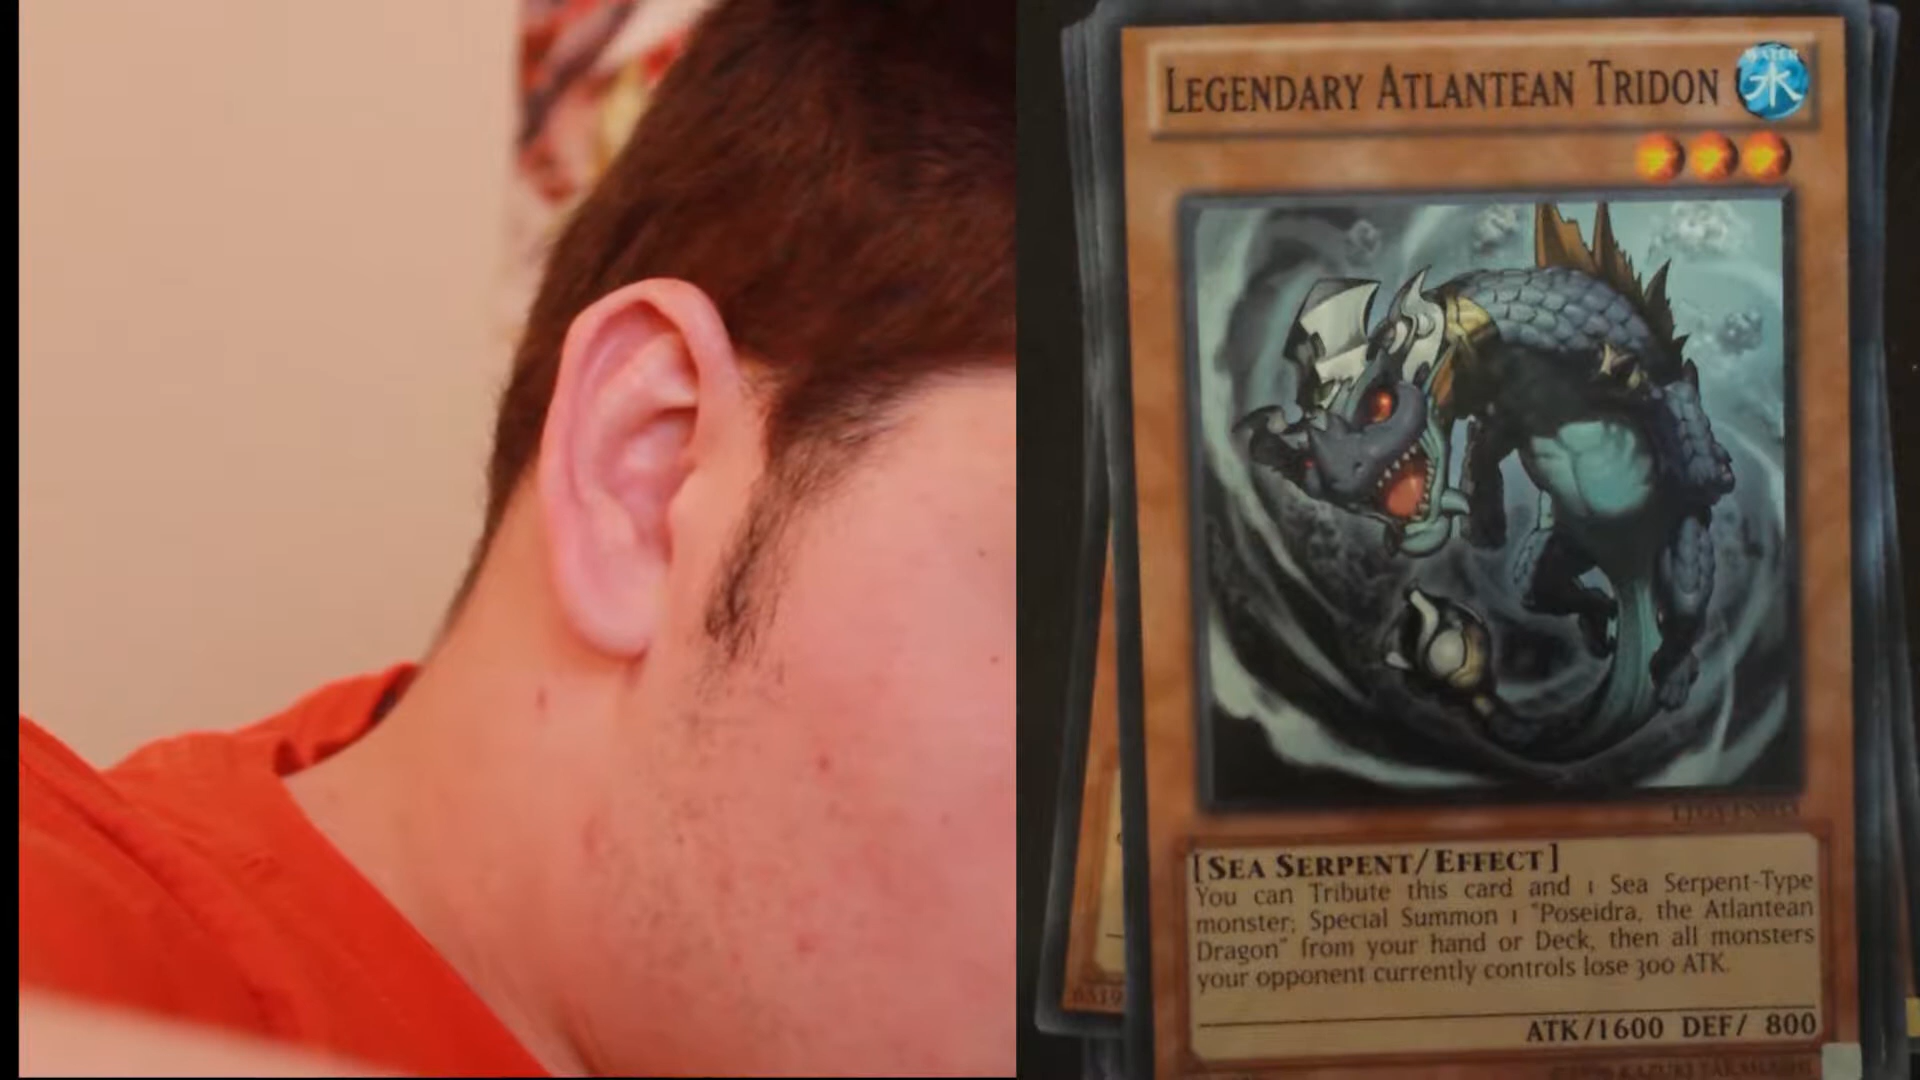 LEGENDARY ATLANTEAN TRIDON
WATER
水
[SEA SERPENT/EFFECT]
You can Tribute this card and 1 Sea Serpent-Type
monster; Special Summon 1 "Poseidra, the Atlantean
Dragon" from your hand or Deck, then all monsters
your opponent currently controls lose 300 ATK.
ATK/1600 DEF/ 800